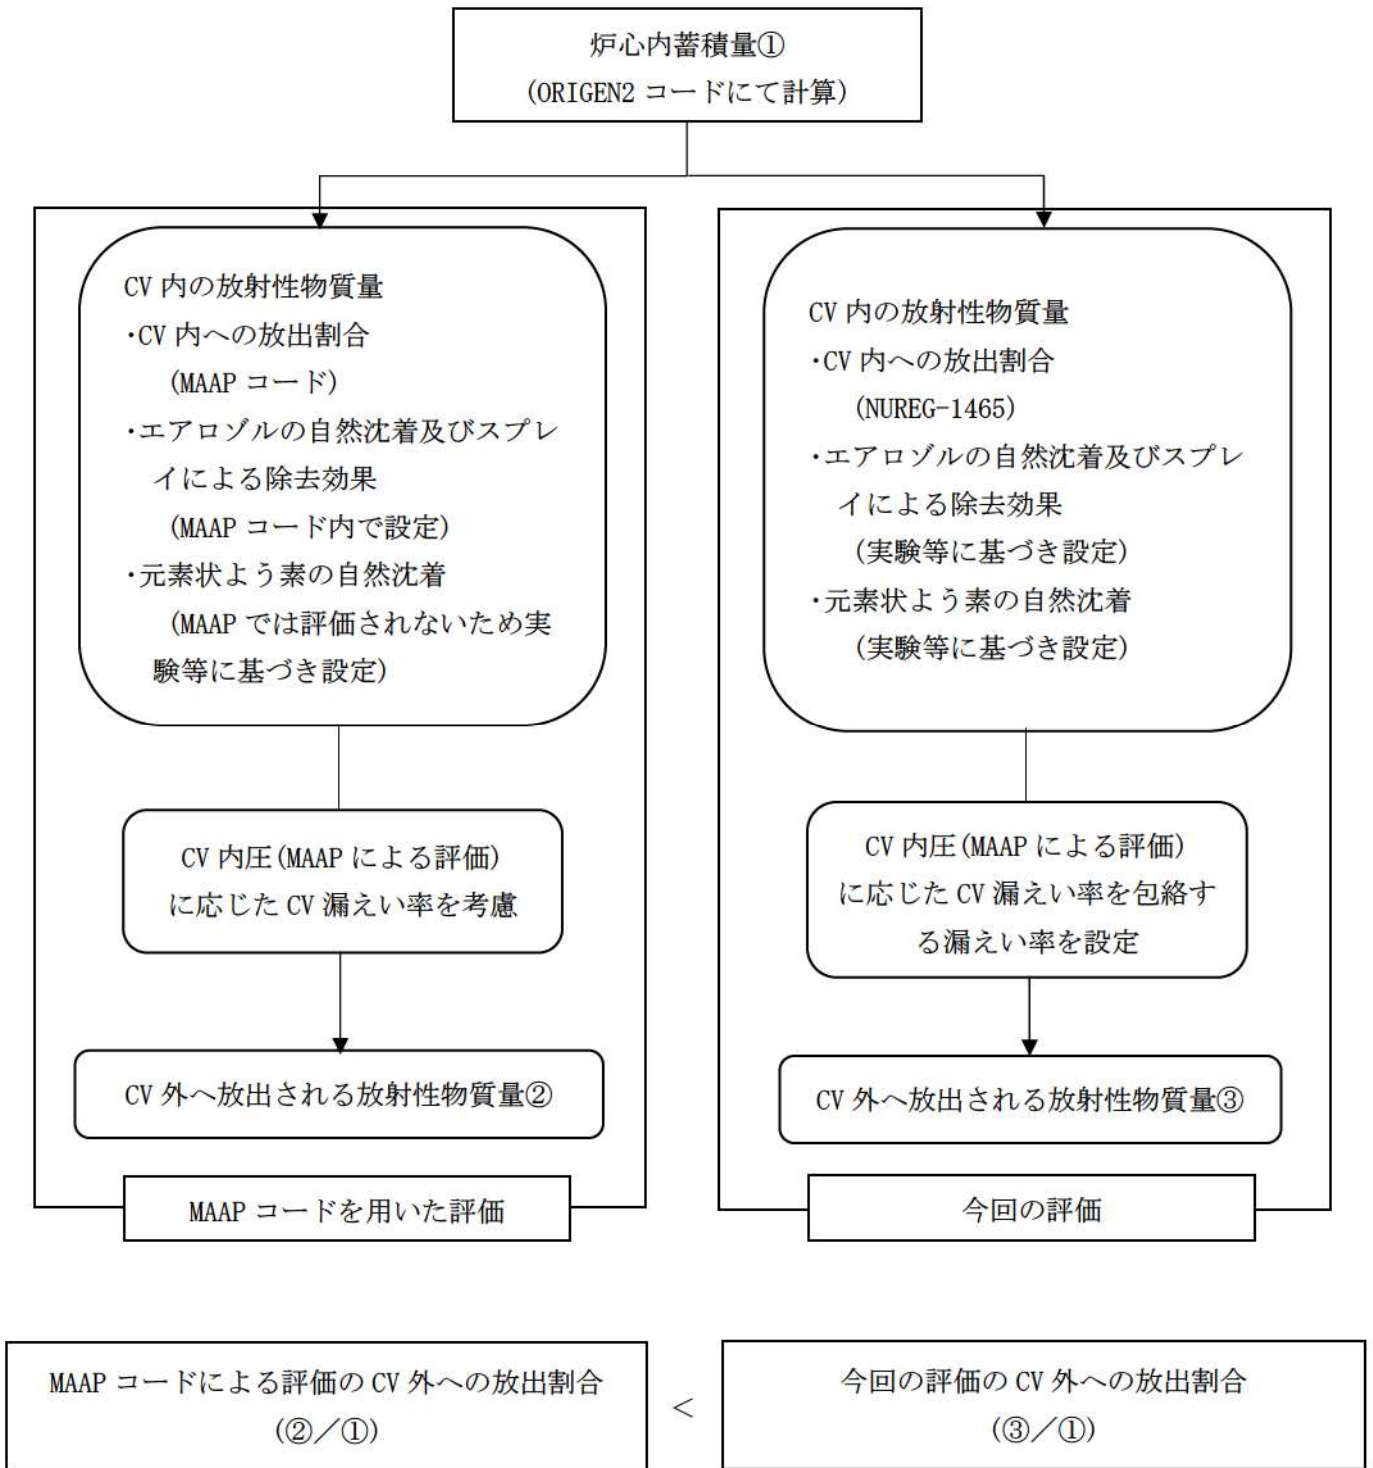 炉心内蓄積量①
(ORIGEN2 コードにて計算)
CV 内の放射性物質量
・CV 内への放出割合
(MAAP コード)
・エアロゾルの自然沈着及びスプレ
イによる除去効果
(MAAP コード内で設定)
・元素状よう素の自然沈着
(MAAP では評価されないため実
験等に基づき設定)
CV 内圧(MAAP による評価)
に応じた CV 漏えい率を考慮
CV 外へ放出される放射性物質量②
MAAP コードを用いた評価
CV 内の放射性物質量
・CV 内への放出割合
(NUREG-1465)
・エアロゾルの自然沈着及びスプレ
イによる除去効果
(実験等に基づき設定)
・元素状よう素の自然沈着
(実験等に基づき設定)
CV 内圧(MAAP による評価)
に応じた CV 漏えい率を包絡す
る漏えい率を設定
CV 外へ放出される放射性物質量③
今回の評価
MAAP コードによる評価の CV 外への放出割合
(②／①)
＜
今回の評価の CV 外への放出割合
(③／①)